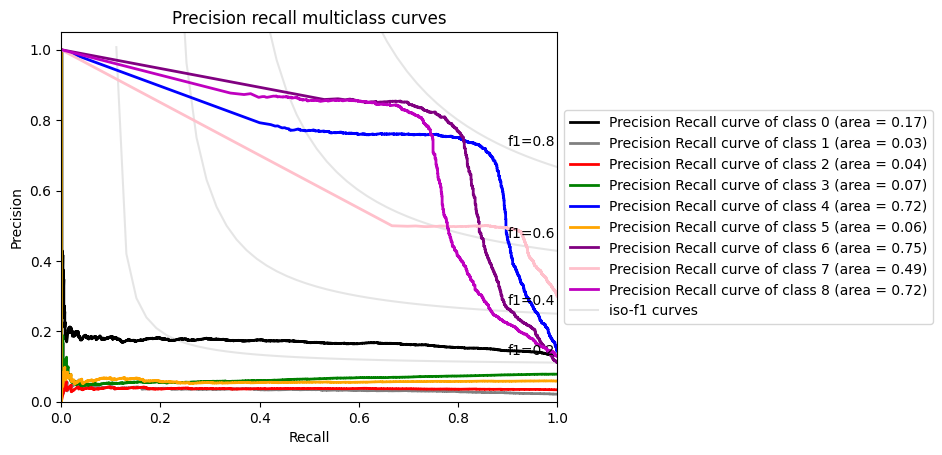 Precision recall multiclass curves
Precision
1.0
0.8
0.6
0.4
0.2
0.0
0.0
0.2
0.4
0.6
0.8
1.0
Recall
f1=0.8
f1=0.6
f1=0.4
f1=0.2
Precision Recall curve of class 0 (area = 0.17)
Precision Recall curve of class 1 (area = 0.03)
Precision Recall curve of class 2 (area = 0.04)
Precision Recall curve of class 3 (area = 0.07)
Precision Recall curve of class 4 (area = 0.72)
Precision Recall curve of class 5 (area = 0.06)
Precision Recall curve of class 6 (area = 0.75)
Precision Recall curve of class 7 (area = 0.49)
Precision Recall curve of class 8 (area = 0.72)
iso-f1 curves